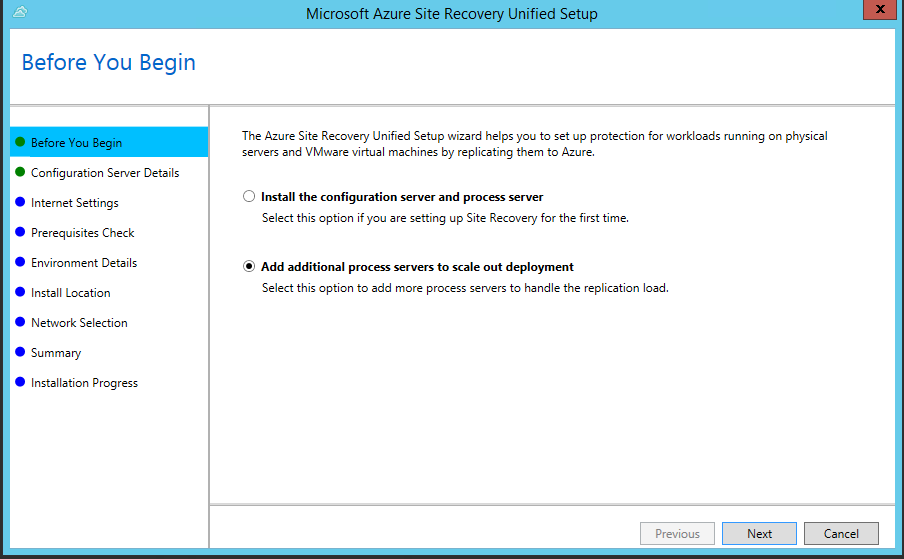 Microsoft Azure Site Recovery Unified Setup
X
Before You Begin
Before You Begin
Configuration Server Details
Internet Settings
Prerequisites Check
Environment Details
Install Location
Network Selection
Summary
Installation Progress
The Azure Site Recovery Unified Setup wizard helps you to set up protection for workloads running on physical
servers and VMware virtual machines by replicating them to Azure.
Install the configuration server and process server
Select this option if you are setting up Site Recovery for the first time.
Add additional process servers to scale out deployment
Select this option to add more process servers to handle the replication load.
Previous Next Cancel